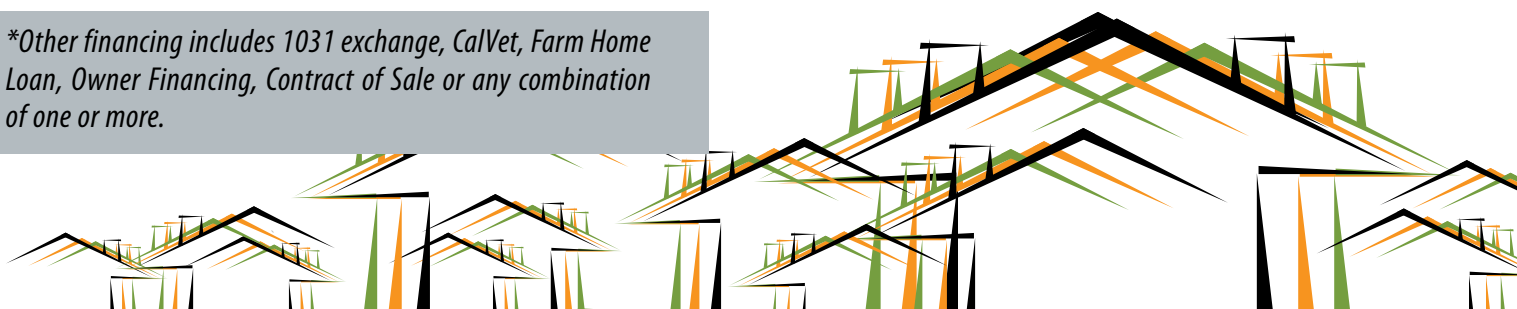 *Other financing includes 1031 exchange, CalVet, Farm Home
Loan, Owner Financing, Contract of Sale or any combination
of one or more.